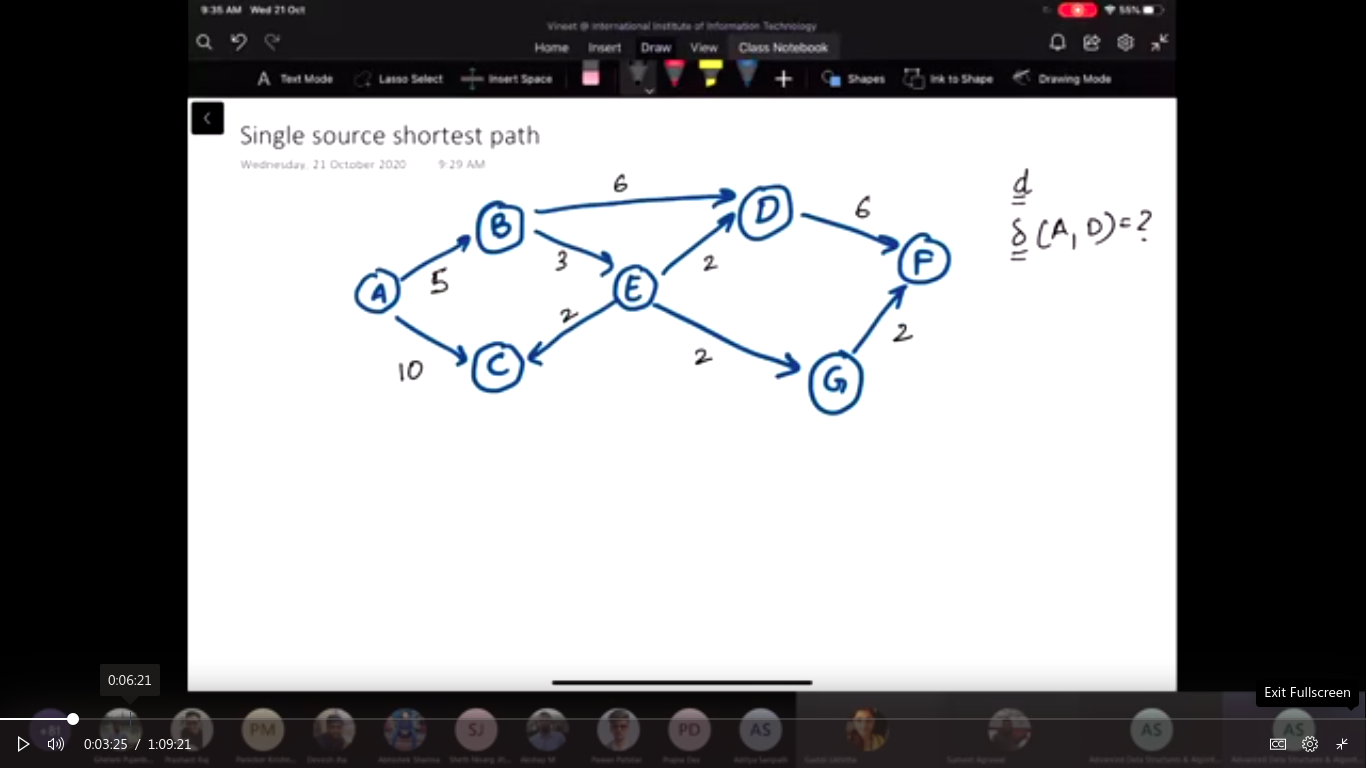 9:35 AM Wed 21 Oct
55%
Vineet @ International Institute of Information Technology
Home Insert Draw View Class Notebook
Text Mode Lasso Select Insert Space Shapes Ink to Shape Drawing Mode
Single source shortest path
Wednesday, 21 October 2020 9:29 AM
d
δ (A, D) = ?
6
B
D
6
5
3
2
F
A
E
2
2
2
10
C
G
0:06:21
Exit Fullscreen
PM
SJ
PD
AS
AS
AS
0:03:25 / 1:09:21
CC